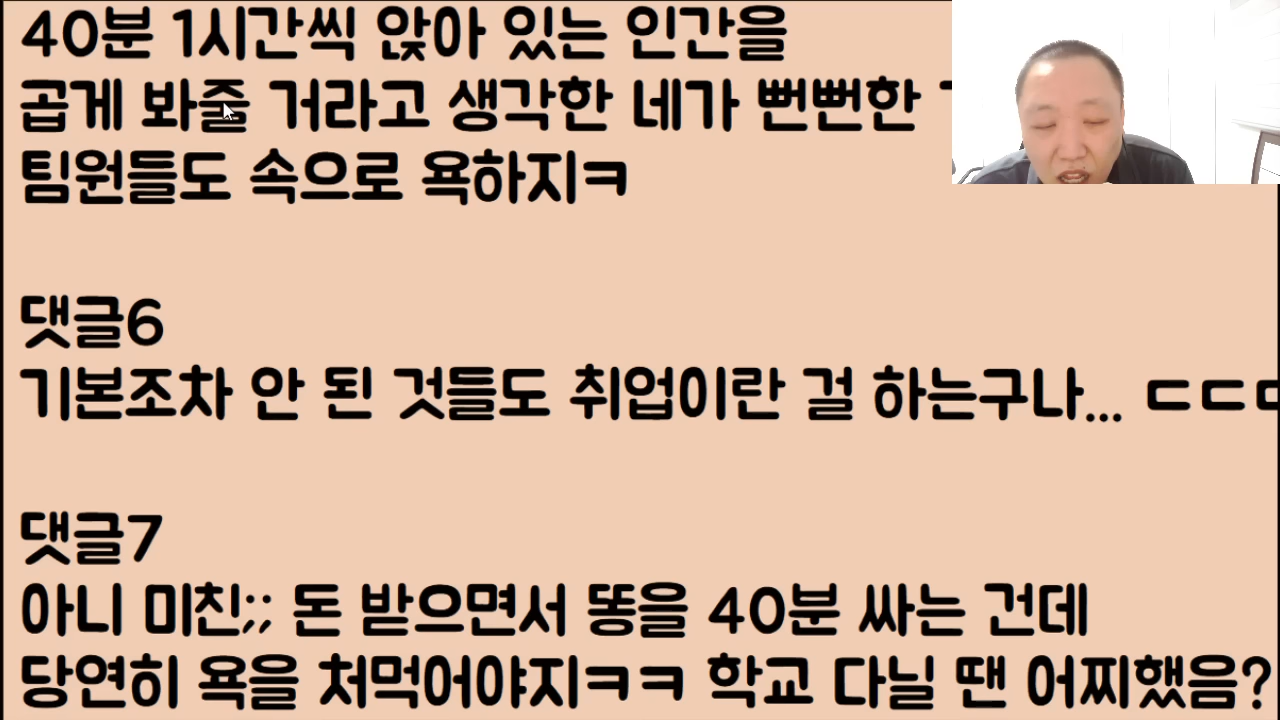 40분 1시간씩 앉아 있는 인간을
곱게 봐줄 거라고 생각한 네가 뻔뻔한
팀원들도 속으로 욕하지ㅋ
댓글6
기본조차 안 된 것들도 취업이란 걸 하는구나... ㄷㄷㄷ
댓글7
아니 미친;; 돈 받으면서 똥을 40분 싸는 건데
당연히 욕을 처먹어야지ㅋㅋ 학교 다닐 땐 어찌했음?